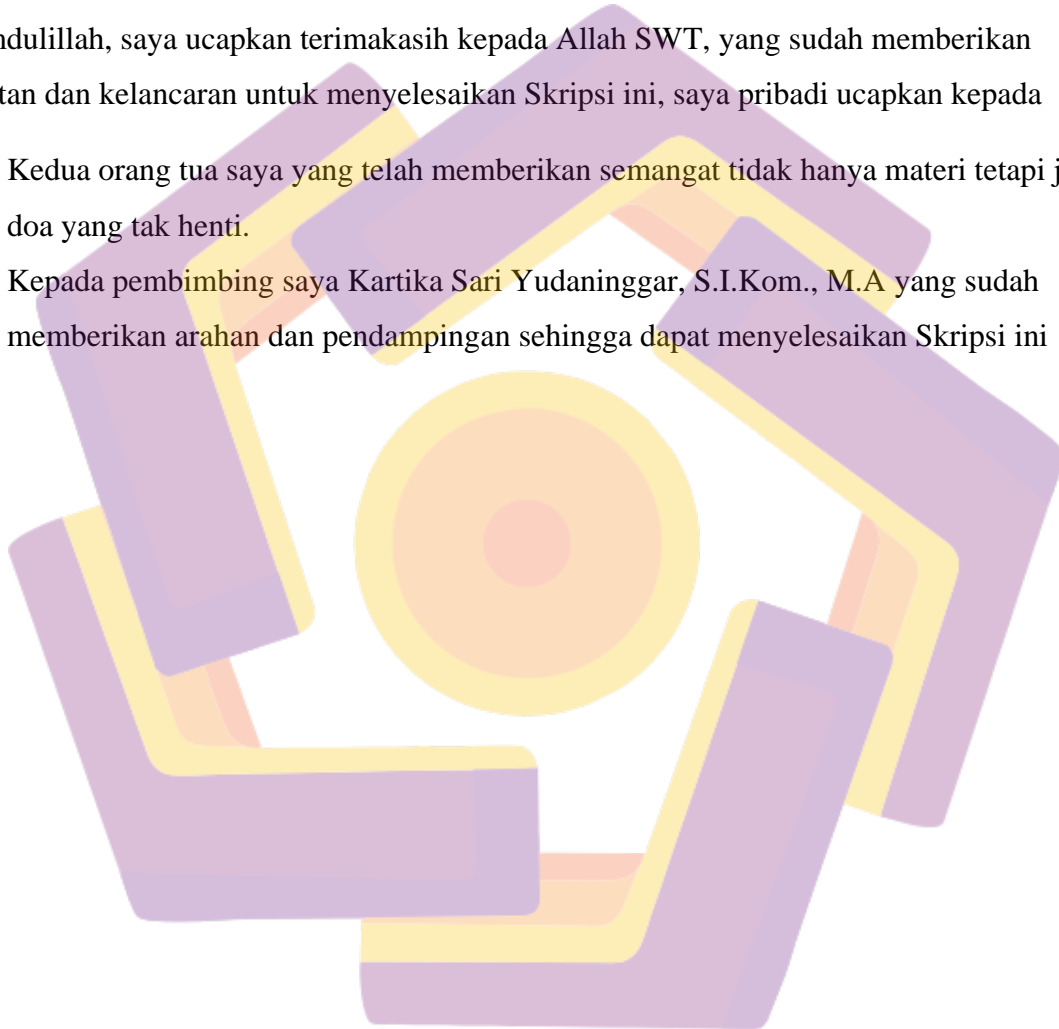 ndulillah, saya ucapkan terimakasih kepada Allah SWT, yang sudah memberikan
tan dan kelancaran untuk menyelesaikan Skripsi ini, saya pribadi ucapkan kepada
Kedua orang tua saya yang telah memberikan semangat tidak hanya materi tetapi j
doa yang tak henti.
Kepada pembimbing saya Kartika Sari Yudaninggar, S.I.Kom., M.A yang sudah
memberikan arahan dan pendampingan sehingga dapat menyelesaikan Skripsi ini